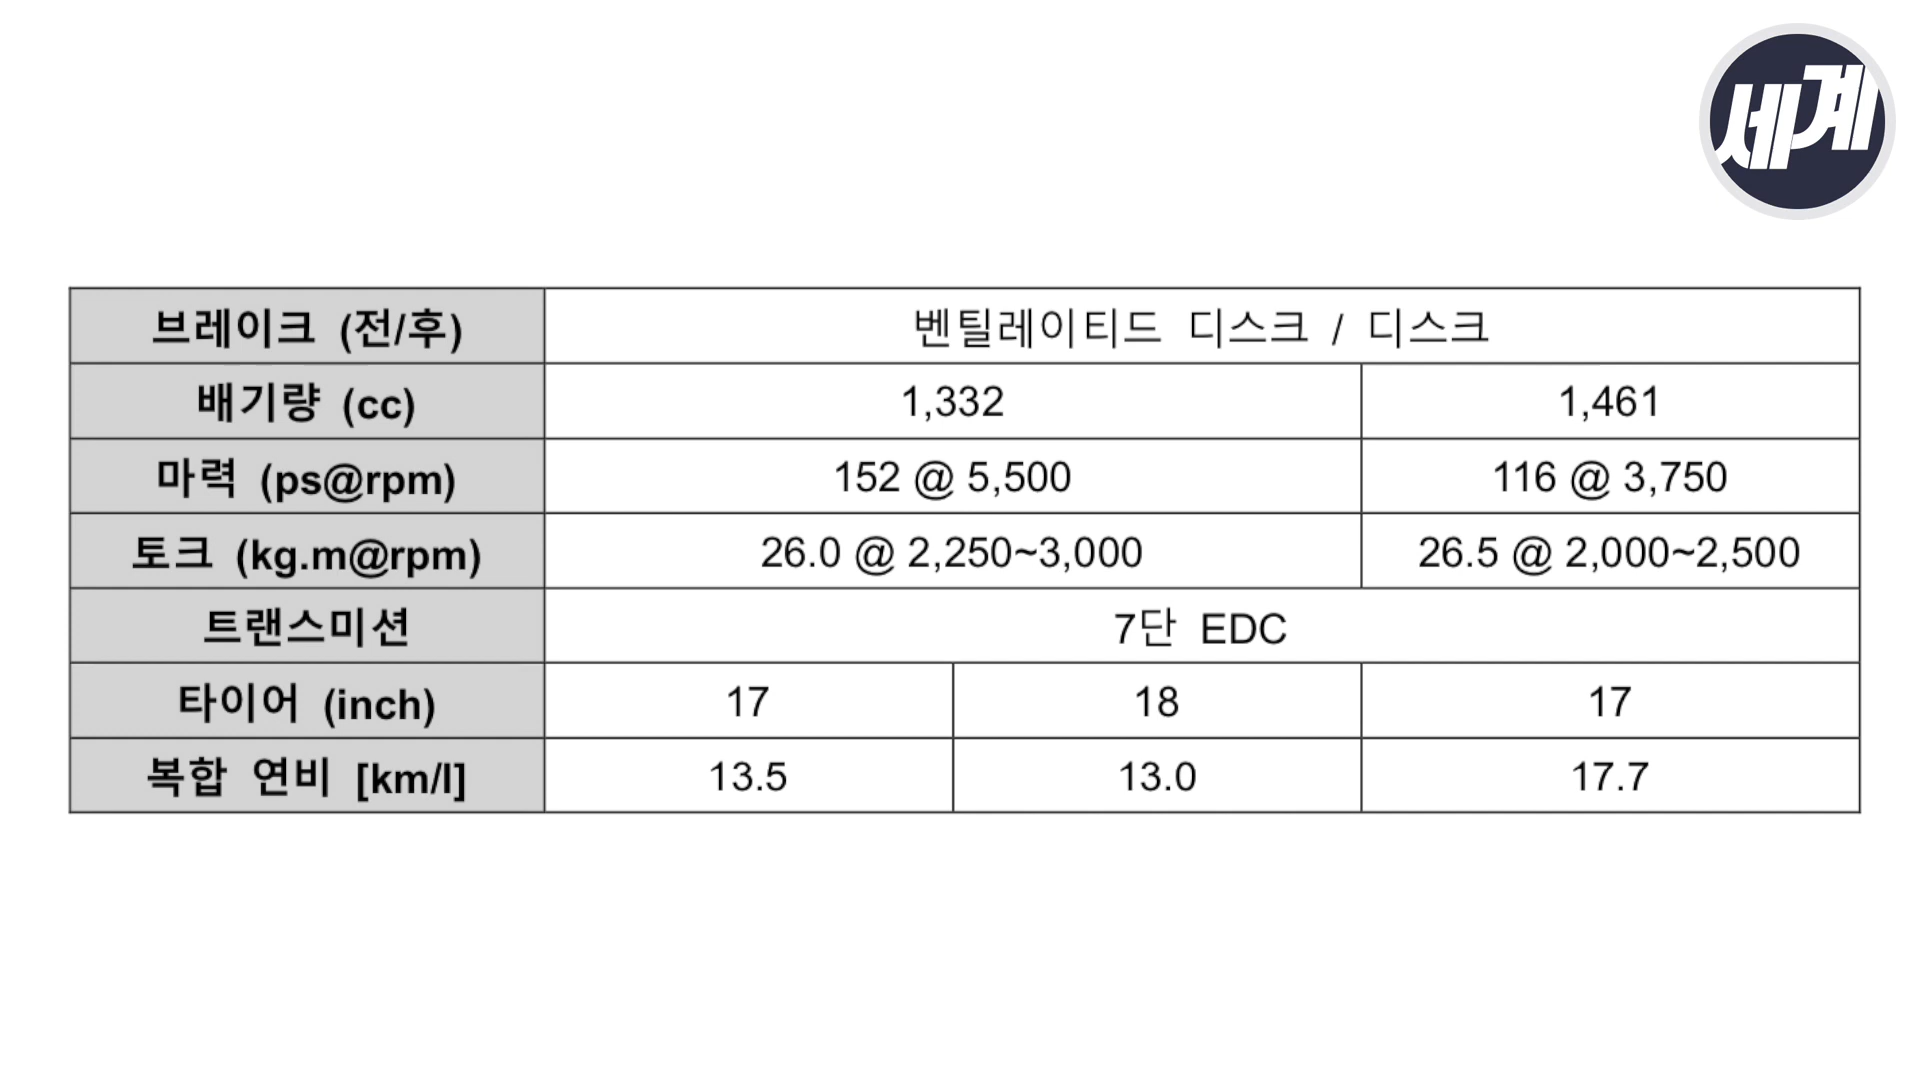 세계
브레이크 (전/후) 벤틸레이티드 디스크 / 디스크
배기량 (cc) 1,332 1,461
마력 (ps@rpm) 152 @ 5,500 116 @ 3,750
토크 (kg.m@rpm) 26.0 @ 2,250~3,000 26.5 @ 2,000~2,500
트랜스미션 7단 EDC
타이어 (inch) 17 18 17
복합 연비 [km/l] 13.5 13.0 17.7